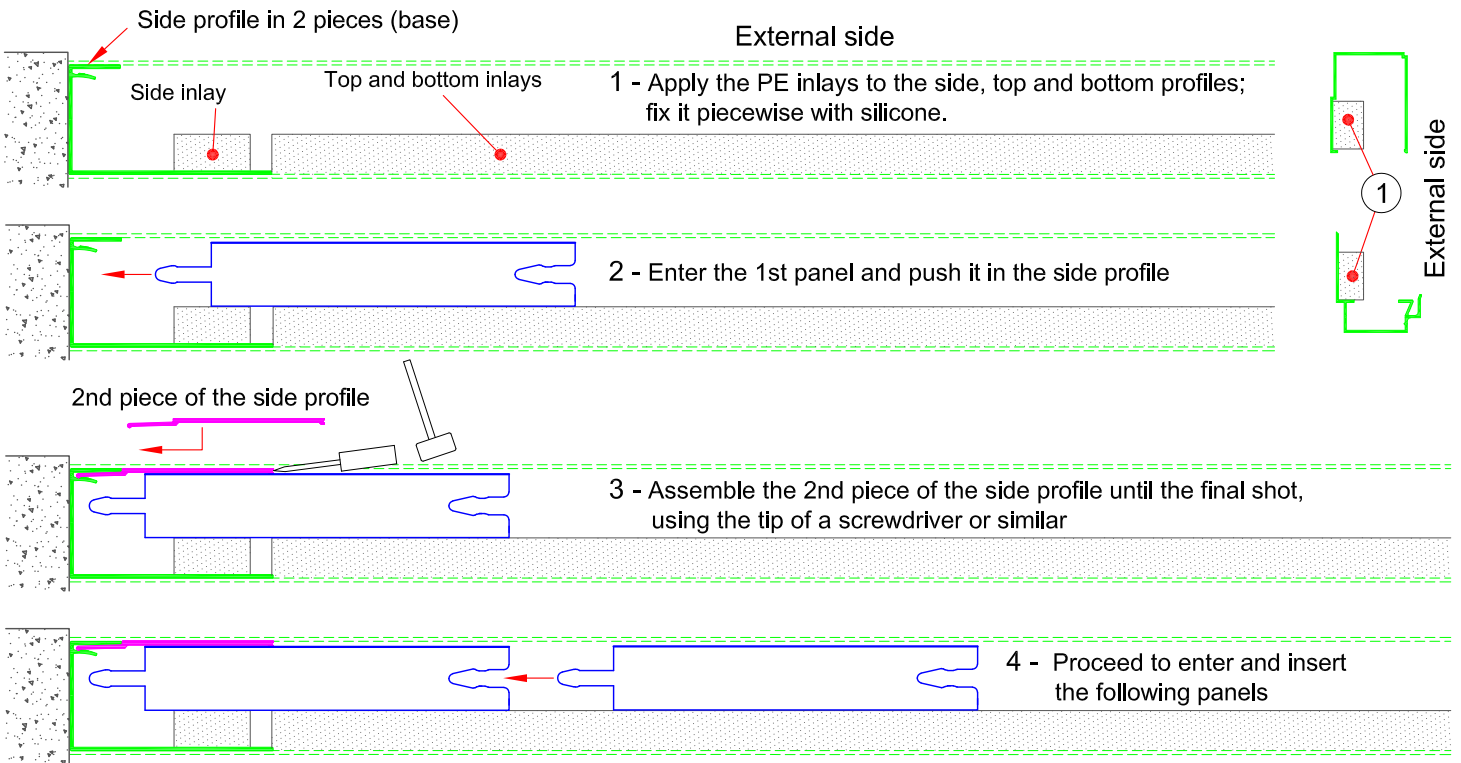 Side profile in 2 pieces (base)
External side
Side inlay
Top and bottom inlays
1 - Apply the PE inlays to the side, top and bottom profiles;
fix it piecewise with silicone.
1
External side
2 - Enter the 1st panel and push it in the side profile
2nd piece of the side profile
3 - Assemble the 2nd piece of the side profile until the final shot,
using the tip of a screwdriver or similar
4 - Proceed to enter and insert
the following panels